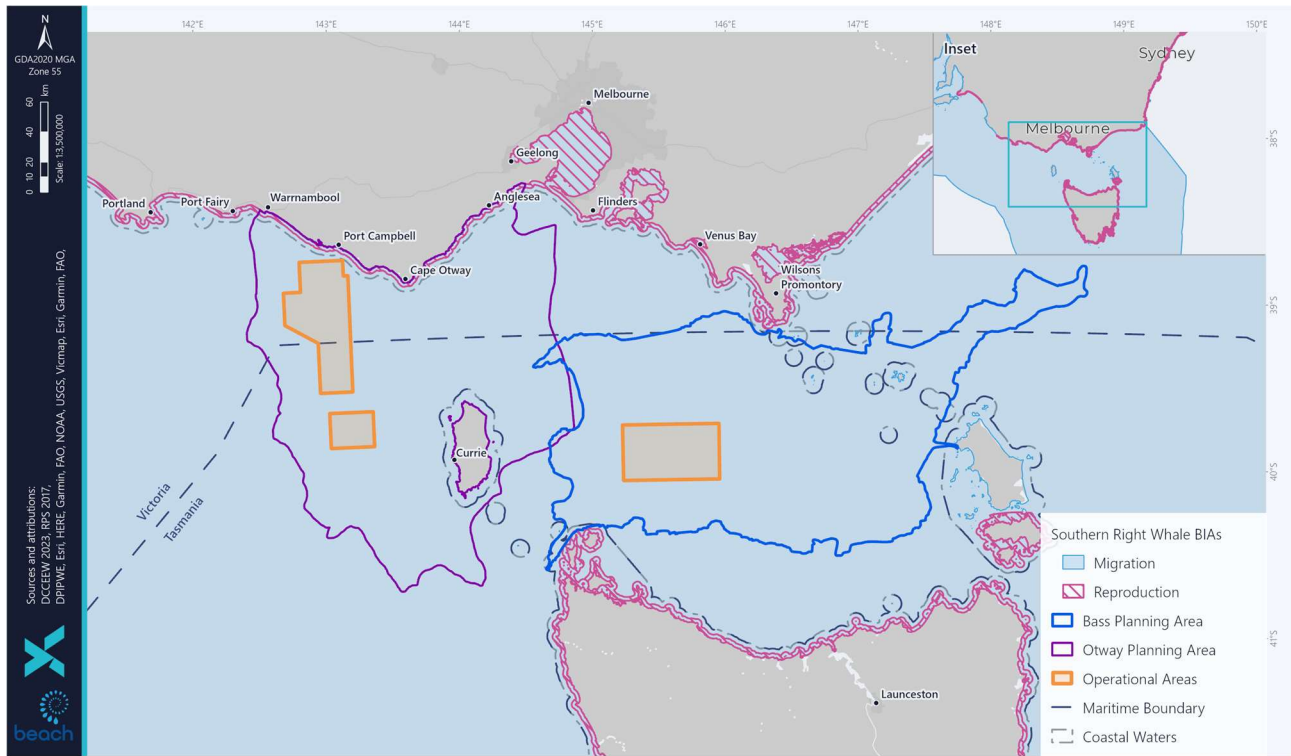 N
GDA2020 MGA
Zone 55
0 10 20 40 60
km
Scale: 1:3,500,000
Sources and attributions:
DCCEEW 2023, RPS 2017,
DPIPWE, Esri, HERE, Garmin, FAO, NOAA, USGS, Vicmap, Esri, Garmin, FAO,
beach
142°E
143°E
144°E
145°E
146°E
147°E
148°E
149°E
150°E
38°S
39°S
40°S
41°S
Inset
Sydney
Melbourne
Melbourne
Geelong
Portland
Port Fairy
Warrnambool
Anglesea
Flinders
Port Campbell
Venus Bay
Cape Otway
Wilsons
Promontory
Currie
Victoria
Tasmania
Launceston
Southern Right Whale BIAs
Migration
Reproduction
Bass Planning Area
Otway Planning Area
Operational Areas
Maritime Boundary
Coastal Waters